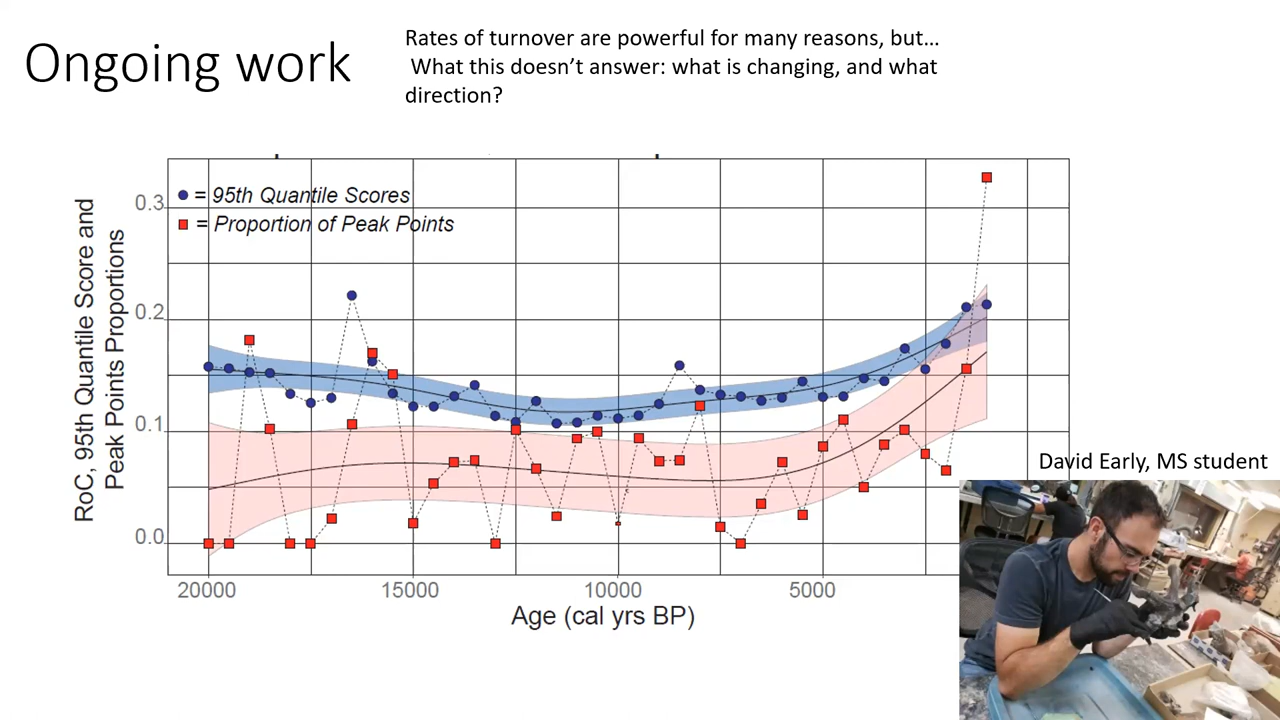 Ongoing work
Rates of turnover are powerful for many reasons, but…
What this doesn’t answer: what is changing, and what
direction?
= 95th Quantile Scores
= Proportion of Peak Points
RoC, 95th Quantile Score and
Peak Points Proportions
0.3
0.2
0.1
0.0
20000
15000
10000
5000
Age (cal yrs BP)
David Early, MS student